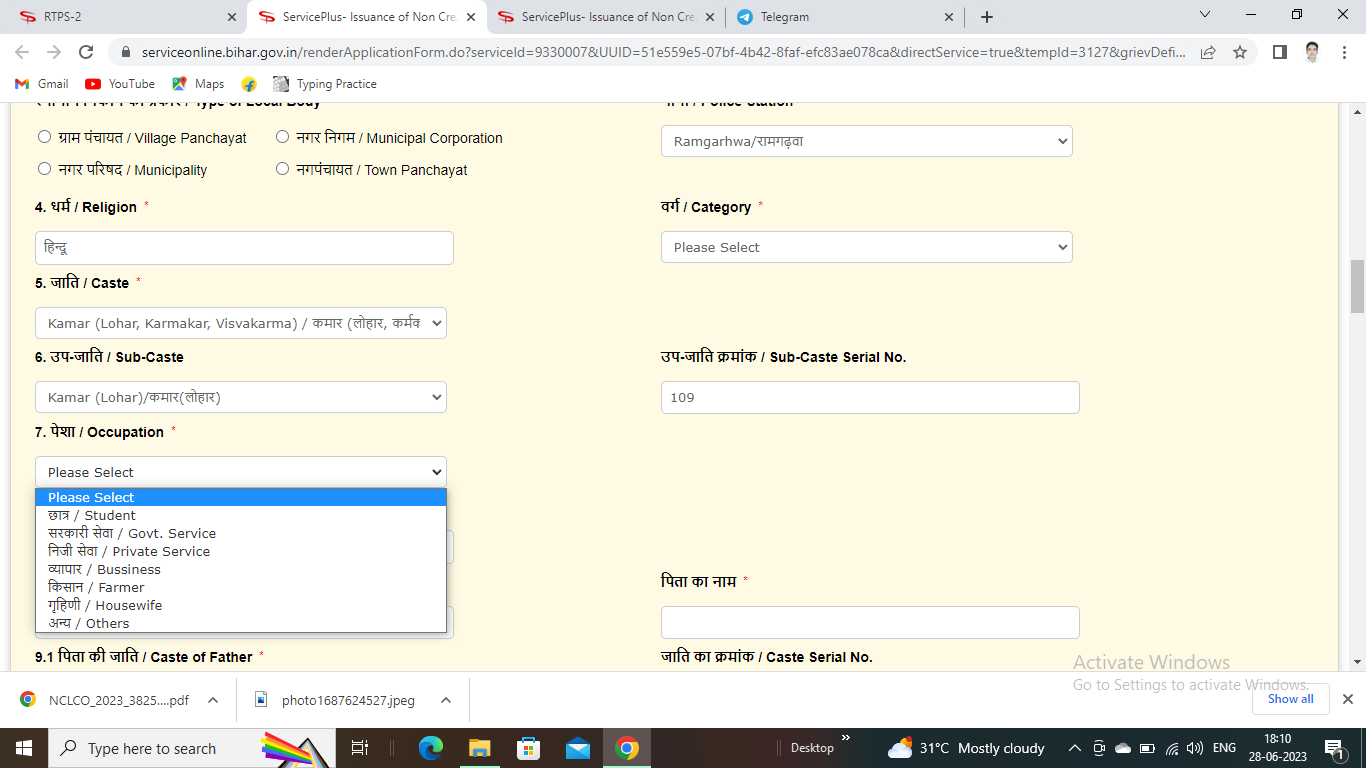 RTPS-2
ServicePlus- Issuance of Non Cre
ServicePlus- Issuance of Non Cre
Telegram
serviceonline.bihar.gov.in/renderApplicationForm.do?serviceId=9330007&UUID=51e559e5-07bf-4b42-8faf-efc83ae078ca&directService=true&tempId=3127&grievDefi...
Gmail
YouTube
Maps
Typing Practice
/ Type of Local Body
/ Police Station
ग्राम पंचायत / Village Panchayat
नगर निगम / Municipal Corporation
Ramgarhwa/रामगढ़वा
नगर परिषद / Municipality
नगपंचायत / Town Panchayat
4. धर्म / Religion *
वर्ग / Category *
हिन्दू
Please Select
5. जाति / Caste *
Kamar (Lohar, Karmakar, Visvakarma) / कमार (लोहार, कर्मक
6. उप-जाति / Sub-Caste
उप-जाति क्रमांक / Sub-Caste Serial No.
Kamar (Lohar)/कमार(लोहार)
109
7. पेशा / Occupation *
Please Select
Please Select
छात्र / Student
सरकारी सेवा / Govt. Service
निजी सेवा / Private Service
व्यापार / Bussiness
किसान / Farmer
गृहिणी / Housewife
अन्य / Others
पिता का नाम *
9.1 पिता की जाति / Caste of Father *
जाति का क्रमांक / Caste Serial No.
Activate Windows
Go to Settings to activate Windows.
NCLCO_2023_3825....pdf
photo1687624527.jpeg
Show all
Type here to search
Desktop
31°C Mostly cloudy
ENG
18:10
28-06-2023
1